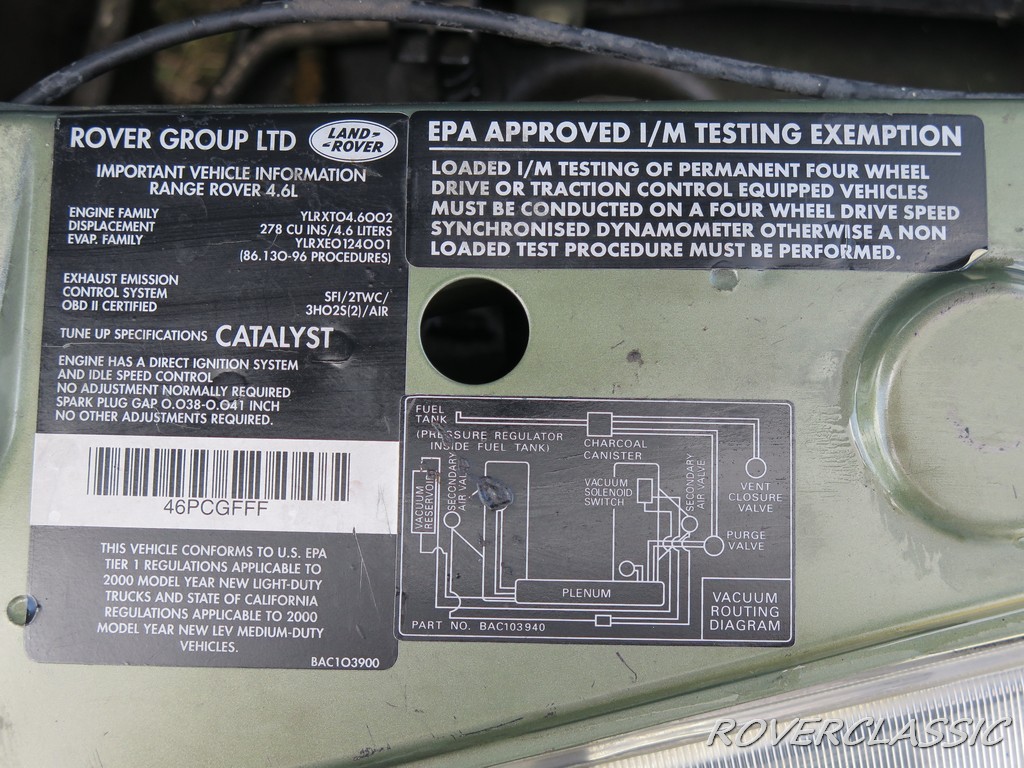 ROVER GROUP LTD LAND-ROVER
IMPORTANT VEHICLE INFORMATION
RANGE ROVER 4.6L
ENGINE FAMILY YLRXT04.6002
DISPLACEMENT 278 CU INS/4.6 LITERS
EVAP. FAMILY YLRXE0124001
(86.130-96 PROCEDURES)
EXHAUST EMISSION
CONTROL SYSTEM SFI/2TWC/
OBD II CERTIFIED 3HO2S(2)/AIR
TUNE UP SPECIFICATIONS CATALYST
ENGINE HAS A DIRECT IGNITION SYSTEM
AND IDLE SPEED CONTROL
NO ADJUSTMENT NORMALLY REQUIRED
SPARK PLUG GAP 0.038-0.041 INCH
NO OTHER ADJUSTMENTS REQUIRED.
46PCGFFF
THIS VEHICLE CONFORMS TO U.S. EPA
TIER 1 REGULATIONS APPLICABLE TO
2000 MODEL YEAR NEW LIGHT-DUTY
TRUCKS AND STATE OF CALIFORNIA
REGULATIONS APPLICABLE TO 2000
MODEL YEAR NEW LEV MEDIUM-DUTY
VEHICLES.
BAC103900
EPA APPROVED I/M TESTING EXEMPTION
LOADED I/M TESTING OF PERMANENT FOUR WHEEL
DRIVE OR TRACTION CONTROL EQUIPPED VEHICLES
MUST BE CONDUCTED ON A FOUR WHEEL DRIVE SPEED
SYNCHRONISED DYNAMOMETER OTHERWISE A NON
LOADED TEST PROCEDURE MUST BE PERFORMED.
FUEL
TANK
(PRESSURE REGULATOR
INSIDE FUEL TANK)
CHARCOAL
CANISTER
VACUUM
RESERVOIR
SECONDARY
AIR VALVE
VACUUM
SOLENOID
SWITCH
SECONDARY
AIR VALVE
VENT
CLOSURE
VALVE
PURGE
VALVE
PLENUM
VACUUM
ROUTING
DIAGRAM
PART NO. BAC103940
ROVERCLASSIC